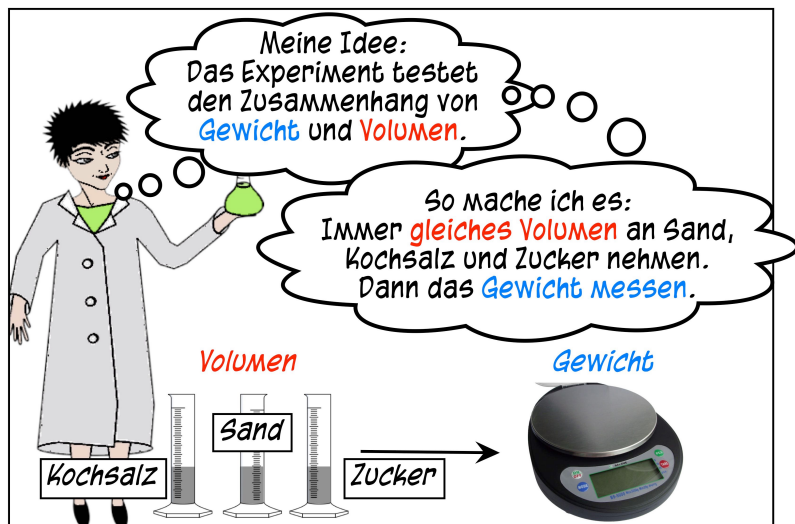 Meine Idee:
Das Experiment testet
den Zusammenhang von
Gewicht und Volumen.
So mache ich es:
Immer gleiches Volumen an Sand,
Kochsalz und Zucker nehmen.
Dann das Gewicht messen.
Volumen
Gewicht
Sand
Kochsalz
Zucker